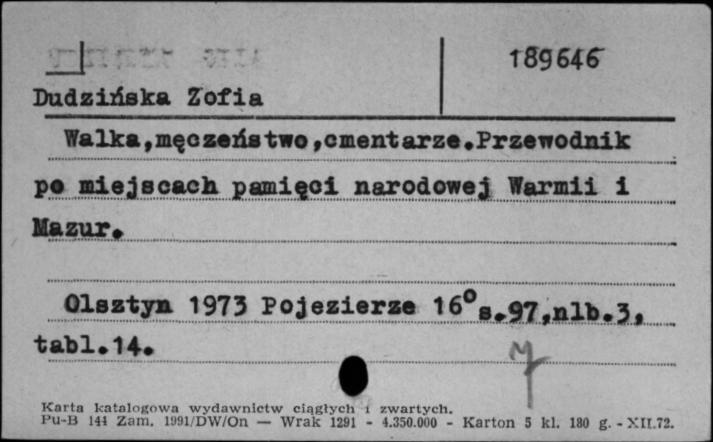 189646
Dudzińska Zofia
Walka,męczeństwo,cmentarze.Przewodnik
po miejscach pamięci narodowej Warmii i
Mazur.
Olsztyn 1973 Pojezierze 16° s.97,nlb.3,
tabl.14.
Karta katalogowa wydawnictw ciągłych i zwartych.
Pu-B 144 Zam. 1991/DW/On — Wrak 1291 - 4.350.000 - Karton 5 kl. 180 g. - XII.72.